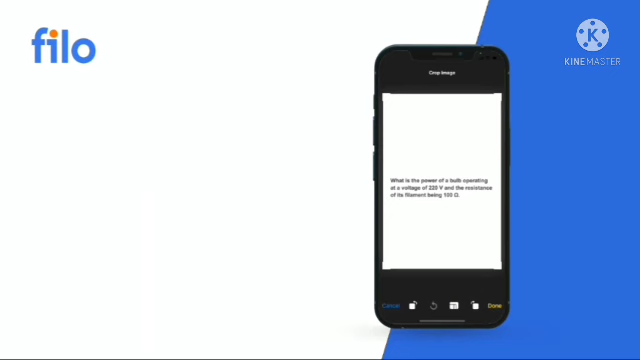 filo
K
KINEMASTER
Crop Image
What is the power of a bulb operating
at a voltage of 220 V and the resistance
of its filament being 100 Ω.
Cancel
Done